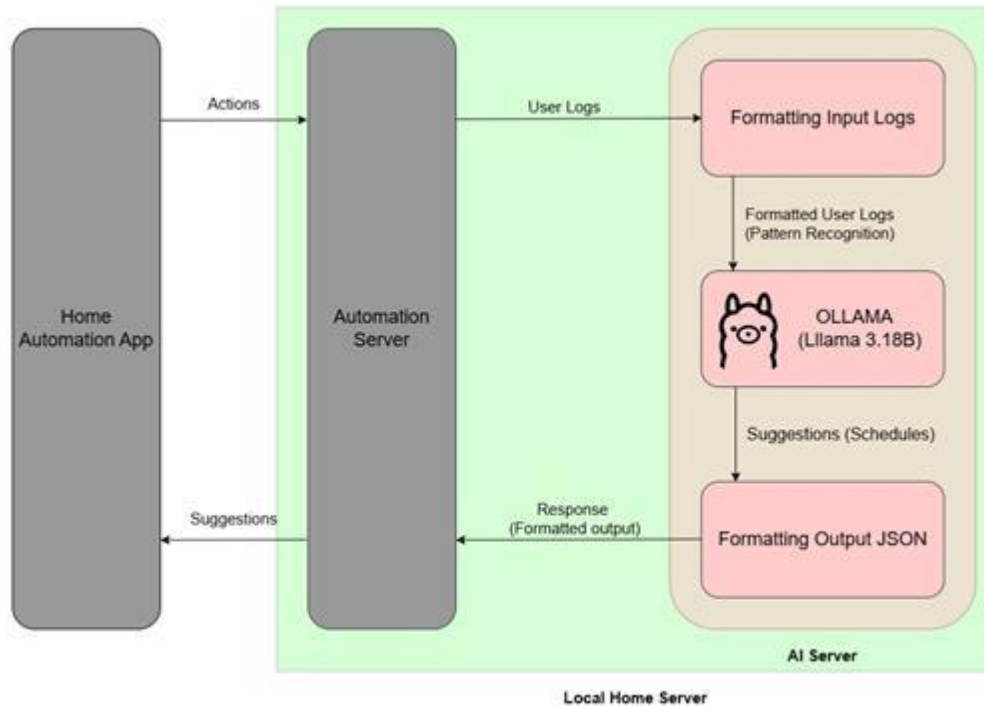 Actions
User Logs
Formatting Input Logs
Formatted User Logs
(Pattern Recognition)
Home
Automation App
Automation
Server
OLLAMA
(Lllama 3.18B)
Suggestions (Schedules)
Suggestions
Response
(Formatted output)
Formatting Output JSON
AI Server
Local Home Server